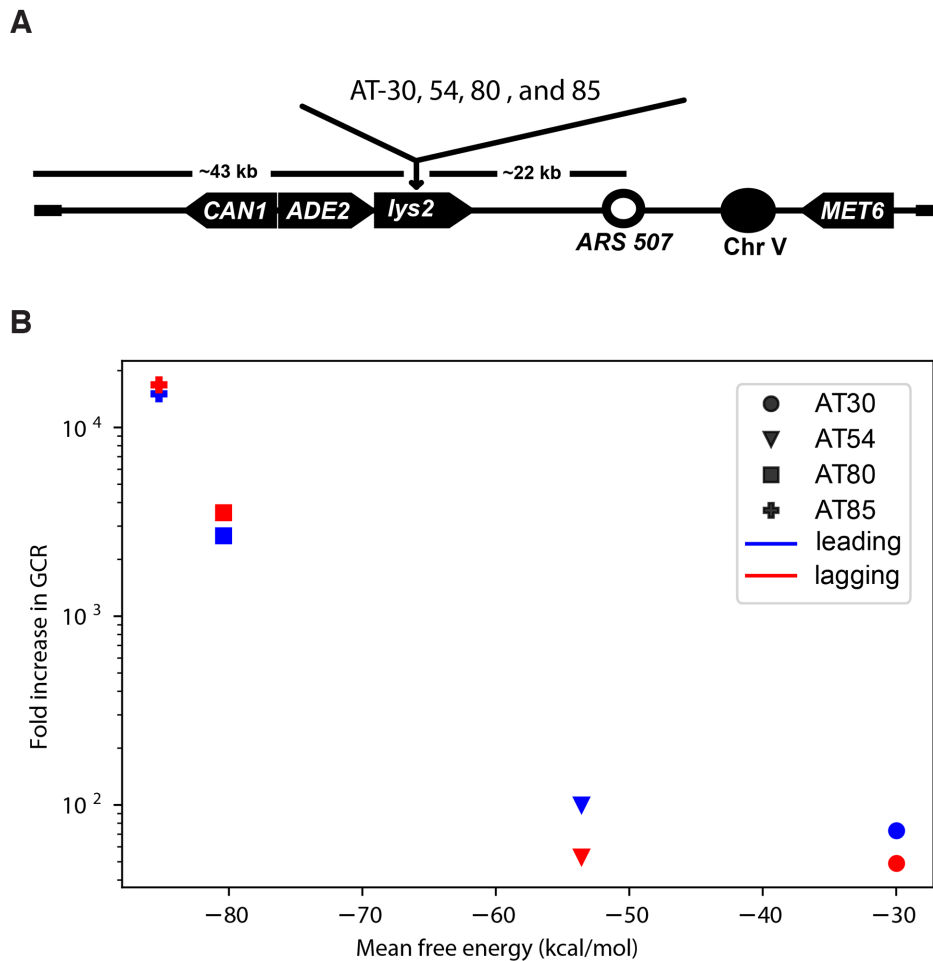 A
AT-30, 54, 80 , and 85
~43 kb
~22 kb
CAN1
ADE2
lys2
MET6
ARS 507
Chr V
B
Fold increase in GCR
10 4
10 3
10 2
AT30
AT54
AT80
AT85
leading
lagging
−80
−70
−60
−50
−40
−30
Mean free energy (kcal/mol)